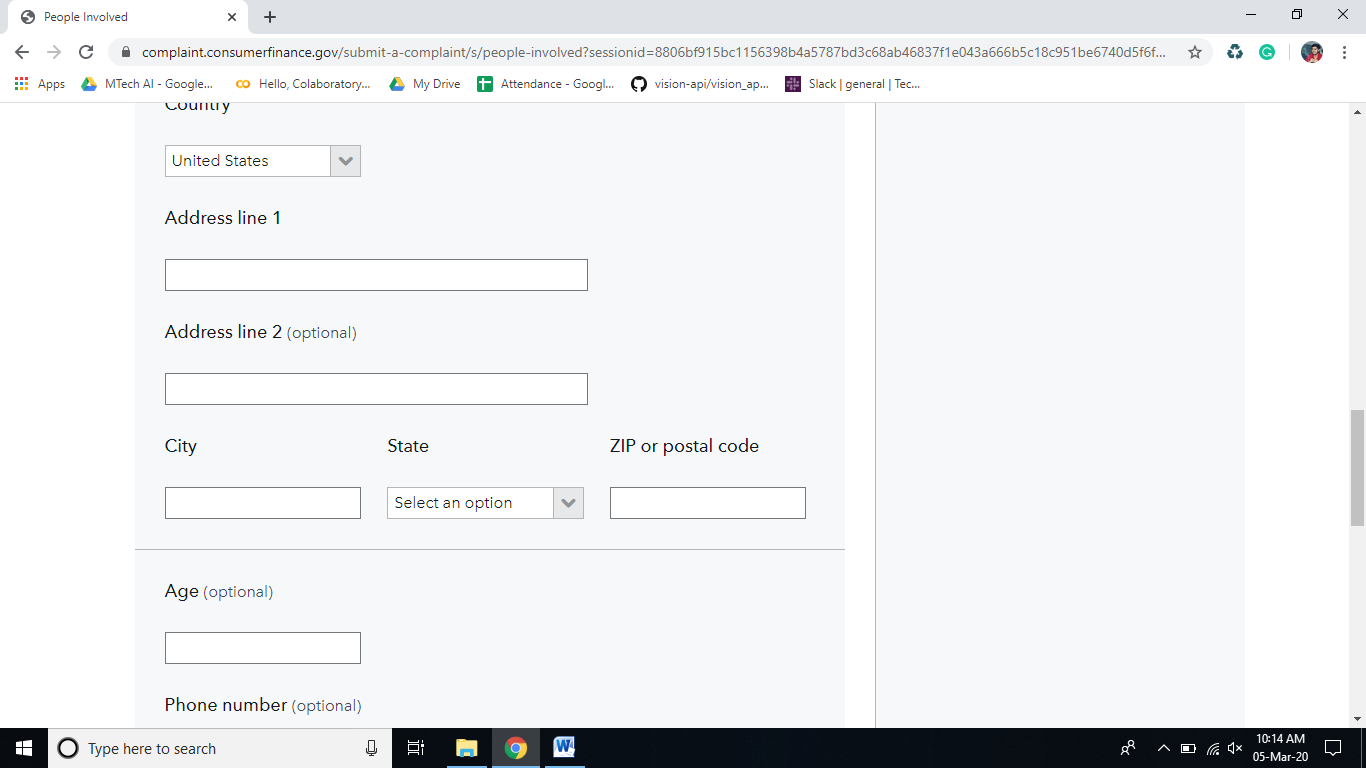 People Involved
complaint.consumerfinance.gov/submit-a-complaint/s/people-involved?sessionid=8806bf915bc1156398b4a5787bd3c68ab46837f1e043a666b5c18c951be6740d5f6f...
Apps MTech AI - Google... Hello, Colaboratory... My Drive Attendance - Googl... vision-api/vision_ap... Slack | general | Tec...
Country
United States
Address line 1
Address line 2 (optional)
City State ZIP or postal code
Select an option
Age (optional)
Phone number (optional)
Type here to search
10:14 AM
05-Mar-20